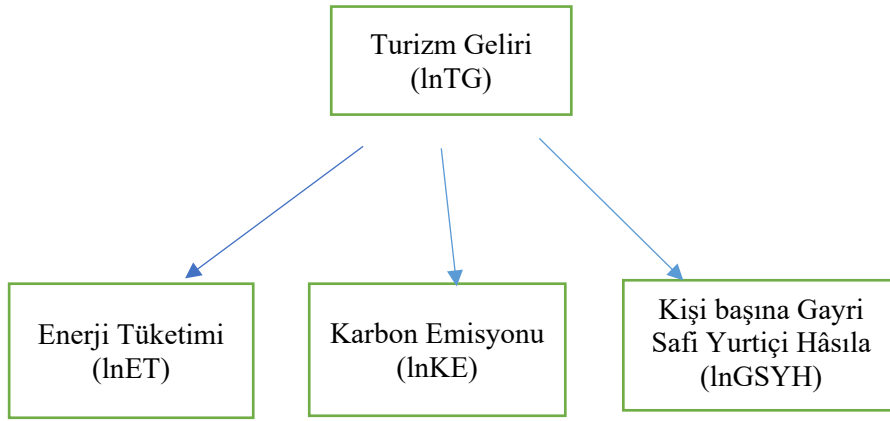 Turizm Geliri
(lnTG)
Enerji Tüketimi
(lnET)
Karbon Emisyonu
(lnKE)
Kişi başına Gayri
Safi Yurtiçi Hâsıla
(lnGSYH)